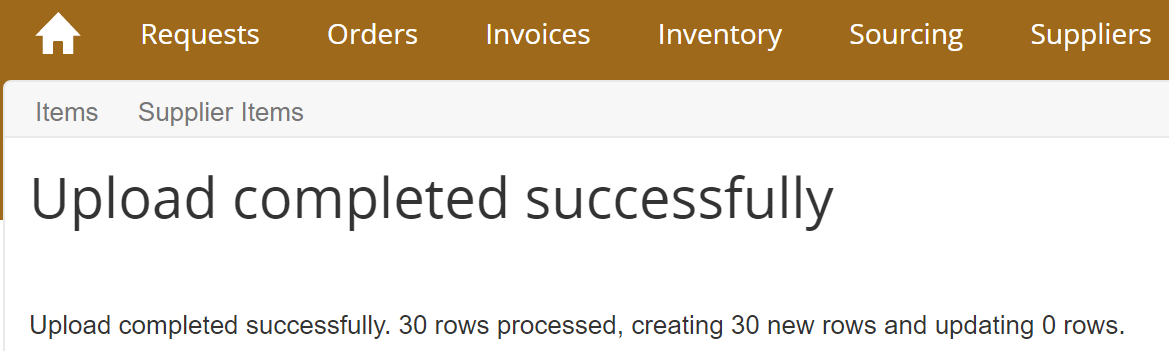 Requests Orders Invoices Inventory Sourcing Suppliers
Items Supplier Items
Upload completed successfully
Upload completed successfully. 30 rows processed, creating 30 new rows and updating 0 rows.